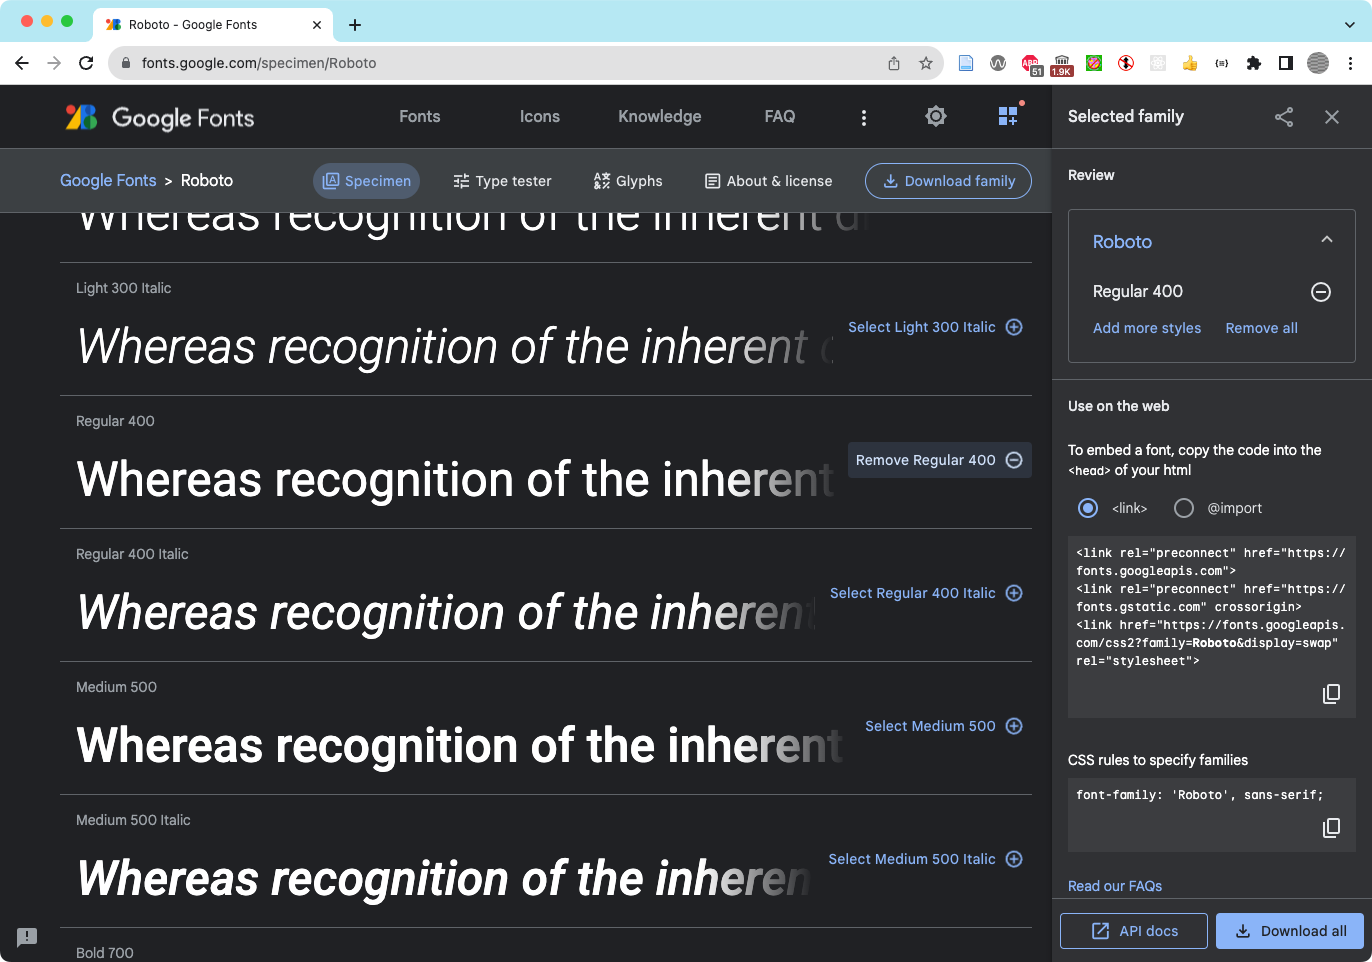 Roboto - Google Fonts
fonts.google.com/specimen/Roboto
ABP
51
1.9K
Google Fonts
Fonts
Icons
Knowledge
FAQ
Google Fonts > Roboto
Specimen
Type tester
Glyphs
About & license
Download family
Whereas recognition of the inherent
Light 300 Italic
Whereas recognition of the inherent
Select Light 300 Italic
Regular 400
Whereas recognition of the inherent
Remove Regular 400
Regular 400 Italic
Whereas recognition of the inherent
Select Regular 400 Italic
Medium 500
Whereas recognition of the inherent
Select Medium 500
Medium 500 Italic
Whereas recognition of the inheren
Select Medium 500 Italic
Bold 700
Selected family
Review
Roboto
Regular 400
Add more styles
Remove all
Use on the web
To embed a font, copy the code into the
<head> of your html
<link>
@import
<link rel="preconnect" href="https://
fonts.googleapis.com">
<link rel="preconnect" href="https://
fonts.gstatic.com" crossorigin>
<link href="https://fonts.googleapis.
com/css2?family=Roboto&display=swap"
rel="stylesheet">
CSS rules to specify families
font-family: 'Roboto', sans-serif;
Read our FAQs
API docs
Download all